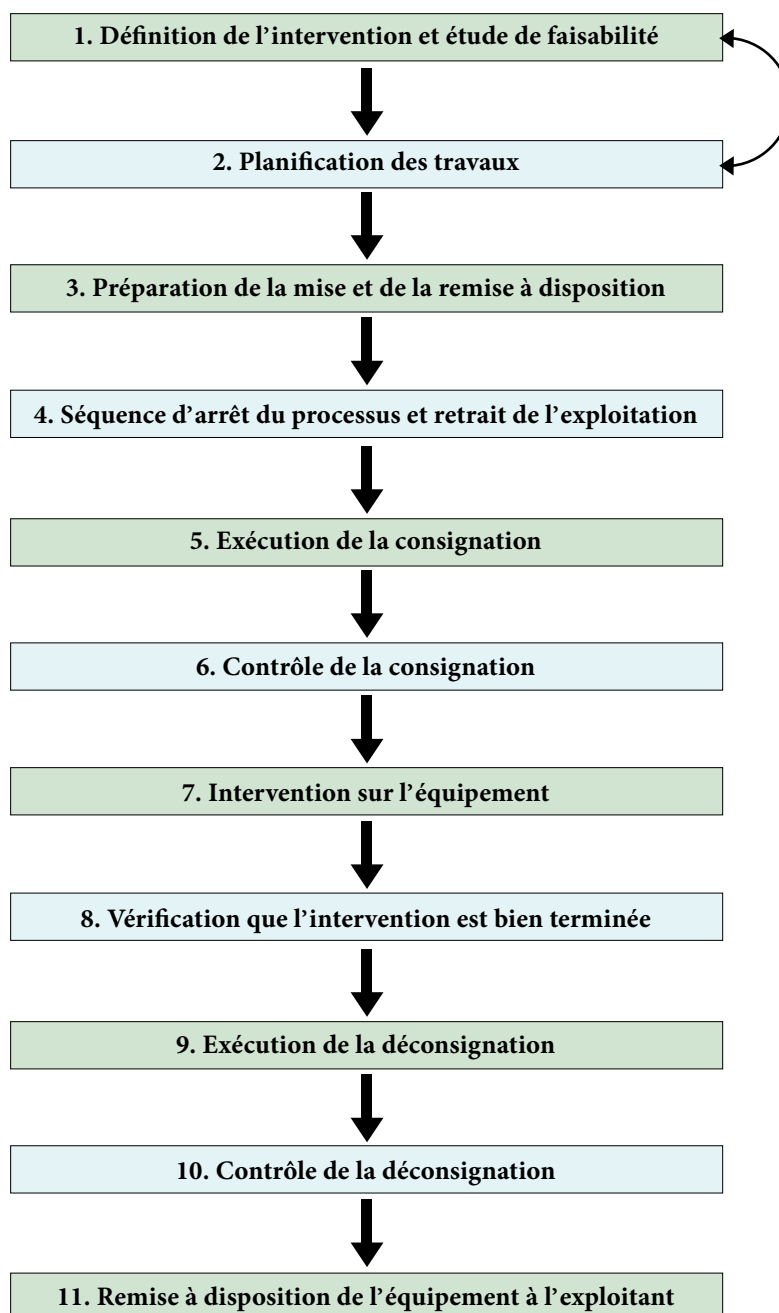 1. Définition de l’intervention et étude de faisabilité
2. Planification des travaux
3. Préparation de la mise et de la remise à disposition
4. Séquence d’arrêt du processus et retrait de l’exploitation
5. Exécution de la consignation
6. Contrôle de la consignation
7. Intervention sur l’équipement
8. Vérification que l’intervention est bien terminée
9. Exécution de la déconsignation
10. Contrôle de la déconsignation
11. Remise à disposition de l’équipement à l’exploitant